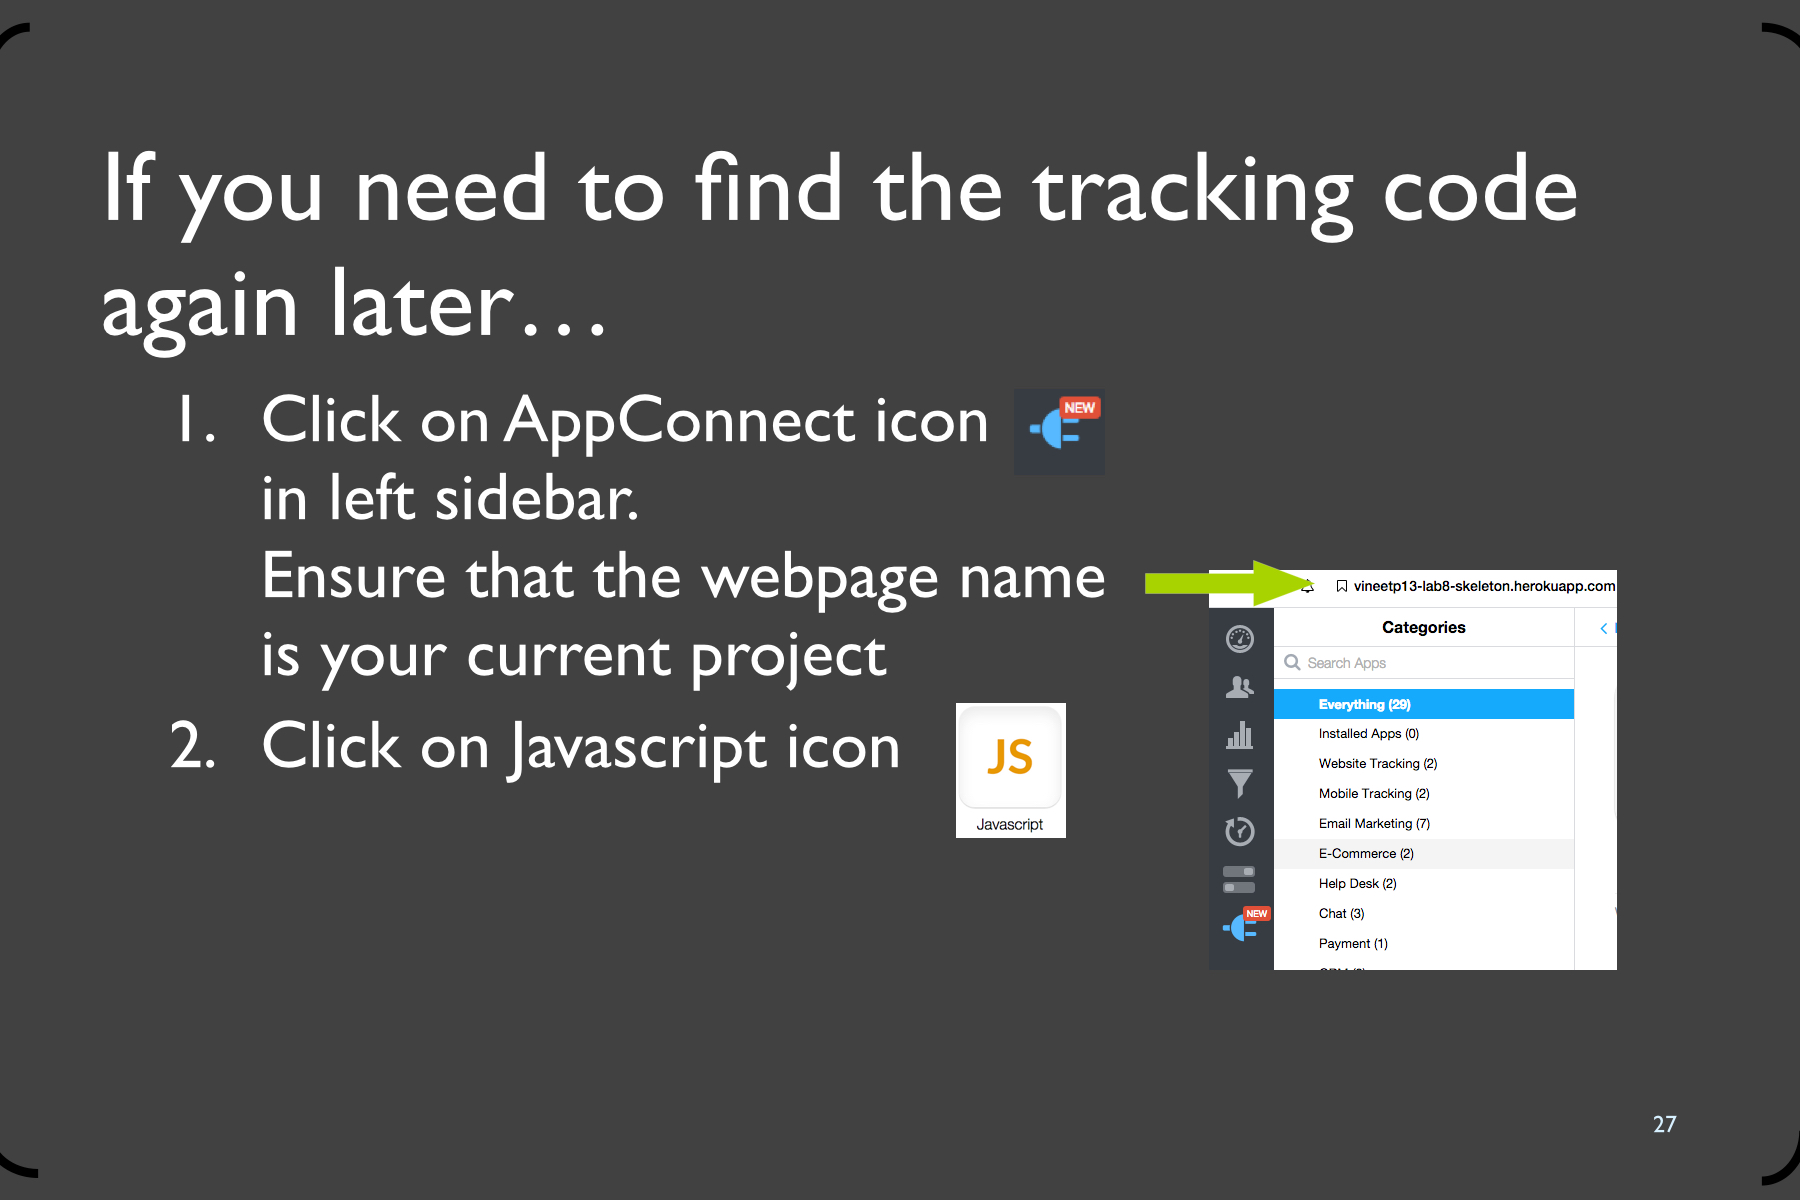 If you need to find the tracking code
again later…
1. Click on AppConnect icon
NEW
in left sidebar.
Ensure that the webpage name
is your current project
2. Click on Javascript icon
JS
Javascript
vineetp13-lab8-skeleton.herokuapp.com
Categories
Search Apps
Everything (29)
Installed Apps (0)
Website Tracking (2)
Mobile Tracking (2)
Email Marketing (7)
E-Commerce (2)
Help Desk (2)
Chat (3)
Payment (1)
NEW
27